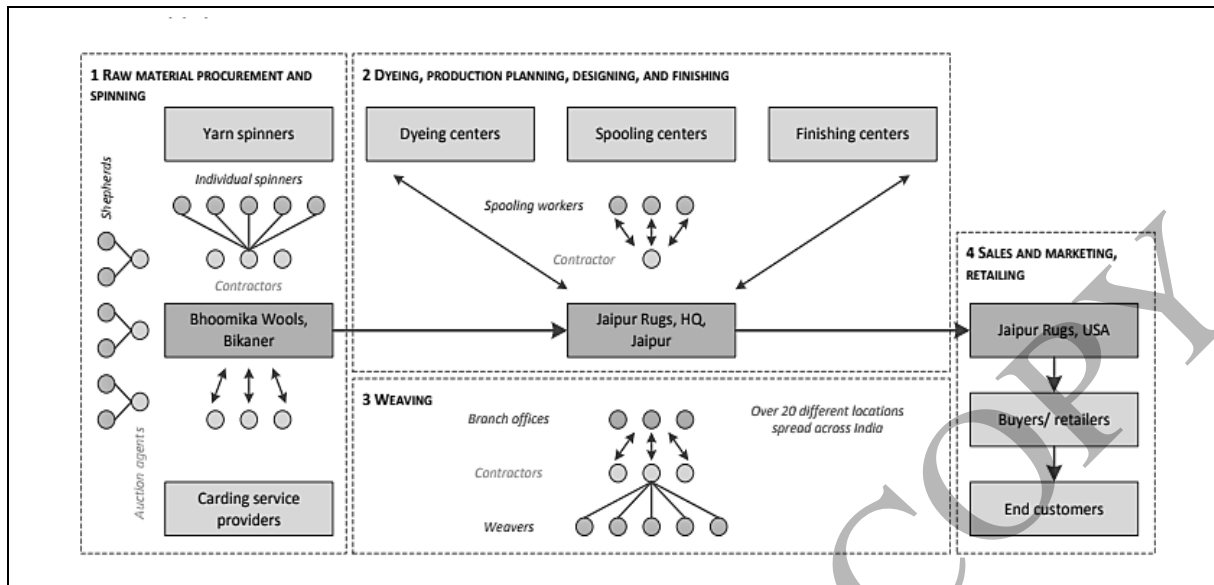 1 RAW MATERIAL PROCUREMENT AND
SPINNING
Yarn spinners
Individual spinners
Shepherds
Contractors
Bhoomika Wools,
Bikaner
Auction agents
Carding service
providers
2 DYEING, PRODUCTION PLANNING, DESIGNING, AND FINISHING
Dyeing centers
Spooling centers
Finishing centers
Spooling workers
Contractor
Jaipur Rugs, HQ,
Jaipur
3 WEAVING
Branch offices
Over 20 different locations
spread across India
Contractors
Weavers
4 SALES AND MARKETING,
RETAILING
Jaipur Rugs, USA
Buyers/ retailers
End customers
COPY